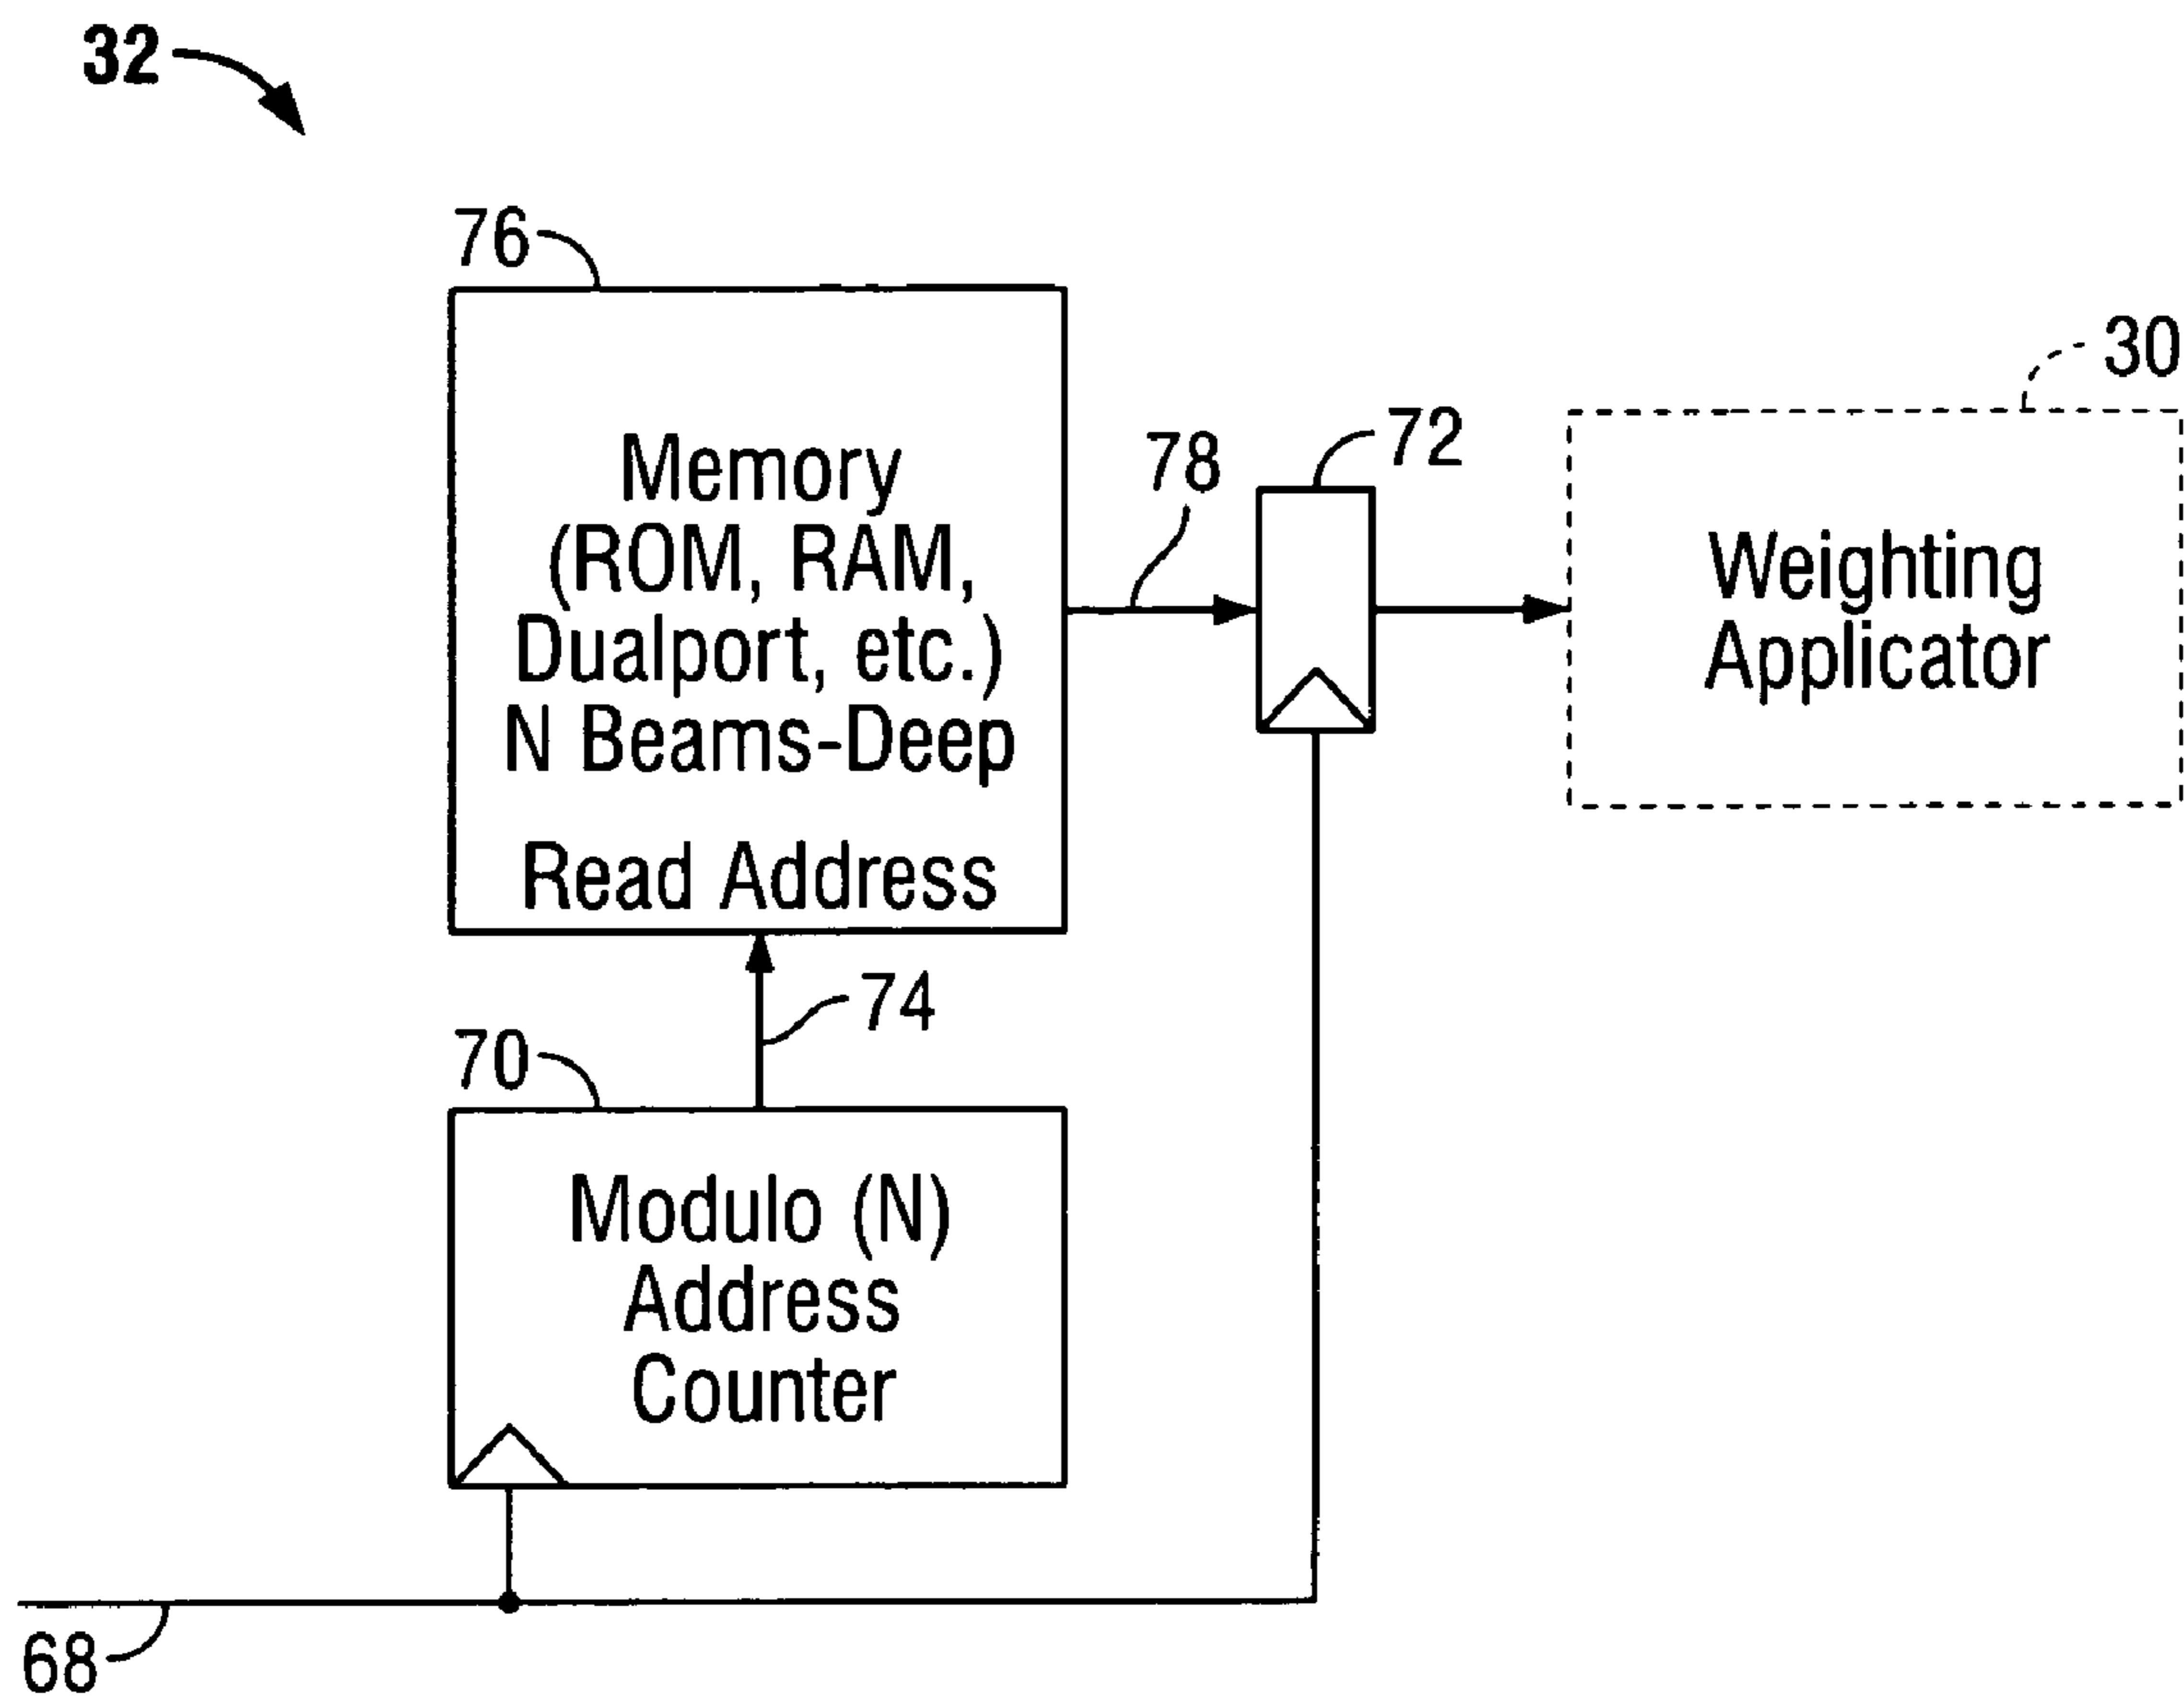 32
76
Memory
(ROM, RAM,
Dualport, etc.)
N Beams-Deep
Read Address
78
72
30
Weighting
Applicator
74
70
Modulo (N)
Address
Counter
68